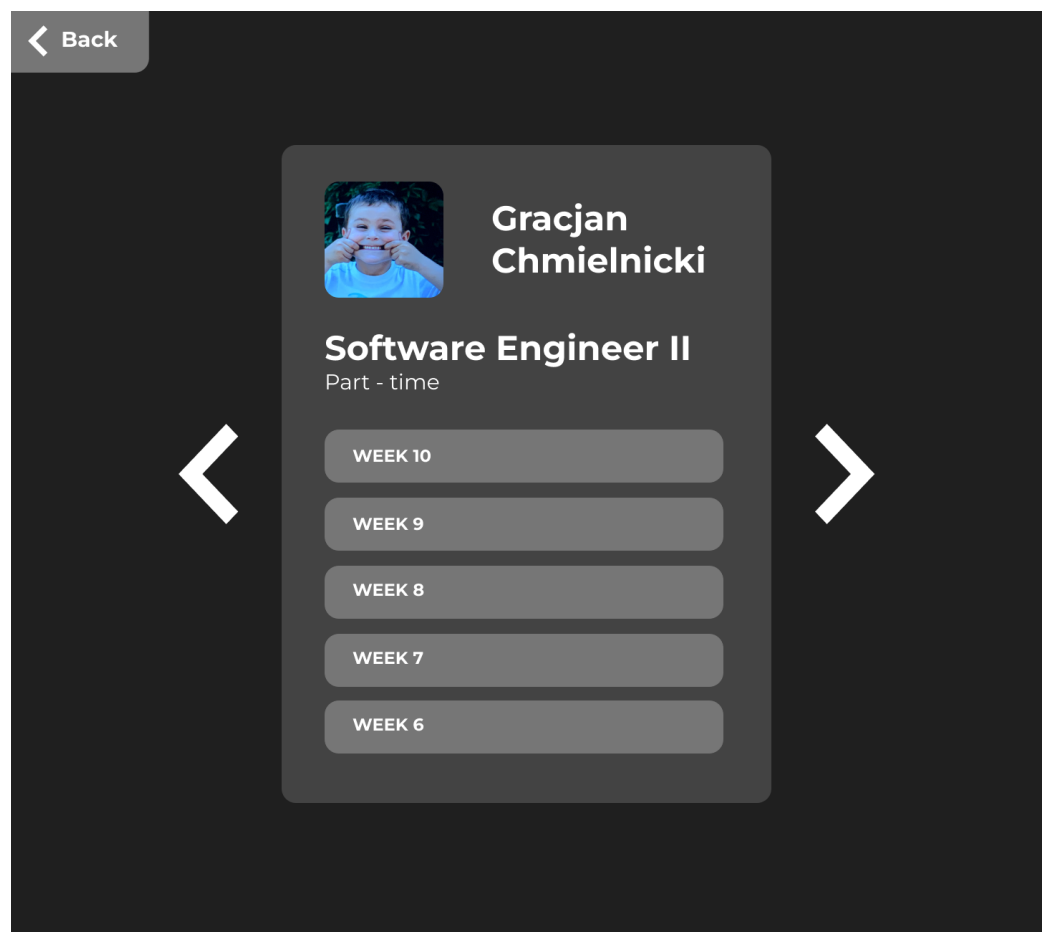 Back
Gracjan
Chmielnicki
Software Engineer II
Part - time
WEEK 10
WEEK 9
WEEK 8
WEEK 7
WEEK 6